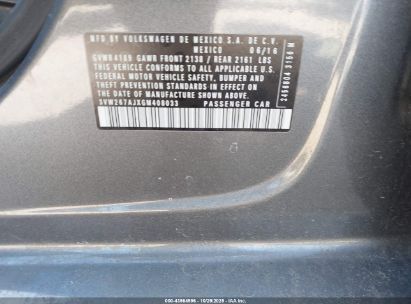 MFD BY VOLKSWAGEN DE MEXICO S.A. DE C.V.
MEXICO 06/16
GVWR 4189 GAWR FRONT 2138 / REAR 2161 LBS
THIS VEHICLE CONFORMS TO ALL APPLICABLE U.S.
FEDERAL MOTOR VEHICLE SAFETY, BUMPER AND
THEFT PREVENTION STANDARDS IN EFFECT ON
THE DATE OF MANUFACTURE SHOWN ABOVE.
3VW267AJXGM409033 PASSENGER CAR